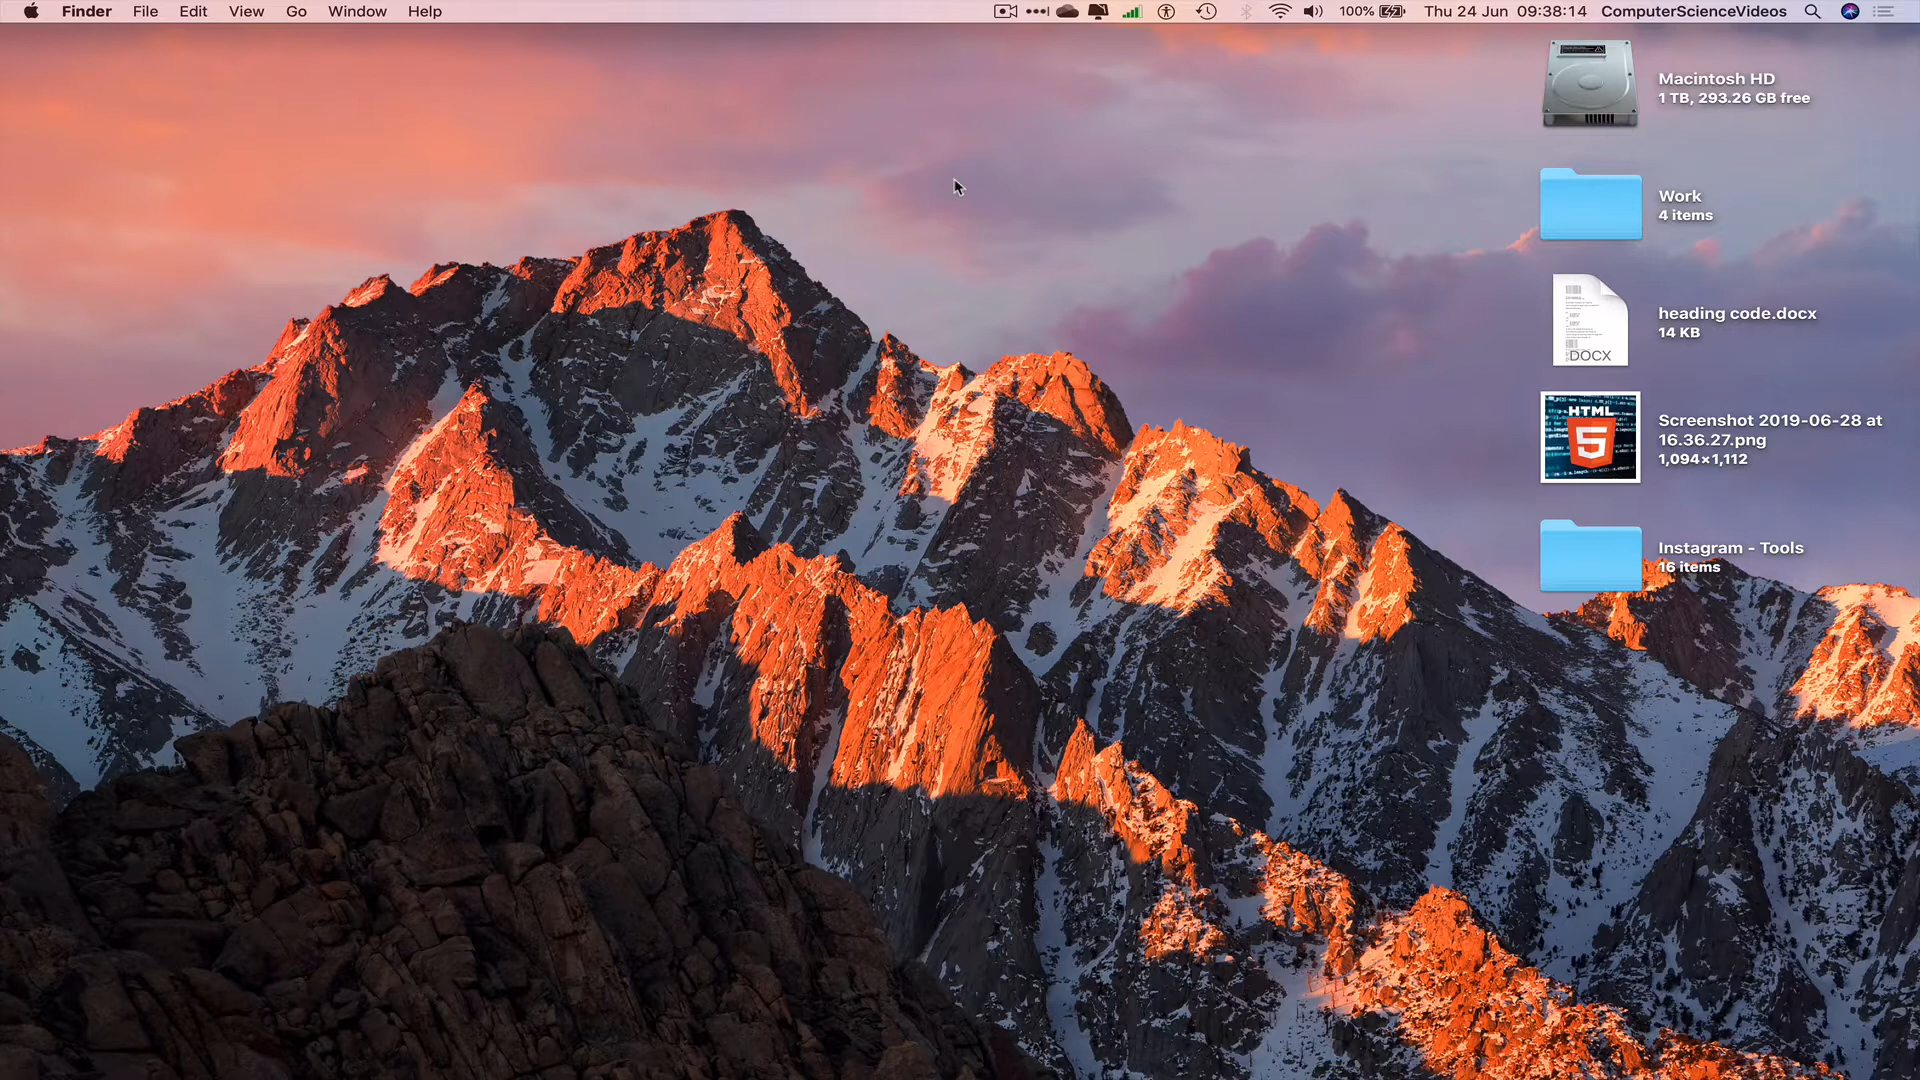 Finder File Edit View Go Window Help 100% Thu 24 Jun 09:38:14 ComputerScienceVideos
Macintosh HD
1 TB, 293.26 GB free
Work
4 items
DOCX
heading code.docx
14 KB
HTML
5
Screenshot 2019-06-28 at
16.36.27.png
1,094×1,112
Instagram - Tools
16 items